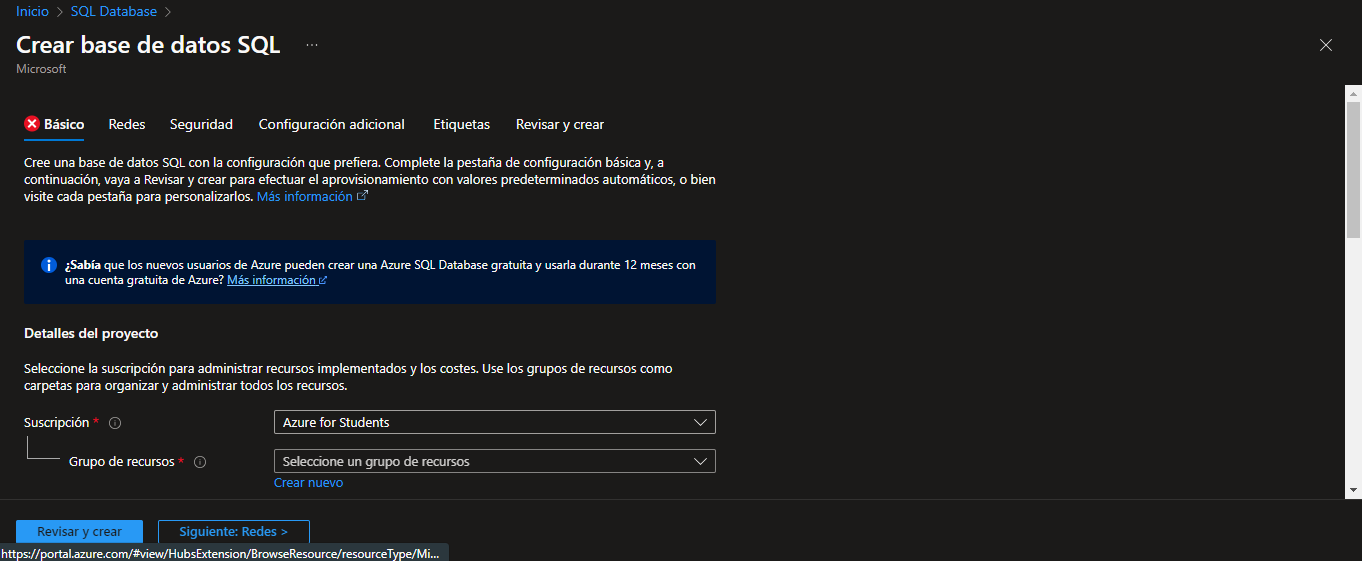 Inicio > SQL Database >
Crear base de datos SQL ...
Microsoft
Básico Redes Seguridad Configuración adicional Etiquetas Revisar y crear
Cree una base de datos SQL con la configuración que prefiera. Complete la pestaña de configuración básica y, a
continuación, vaya a Revisar y crear para efectuar el aprovisionamiento con valores predeterminados automáticos, o bien
visite cada pestaña para personalizarlos. Más información
¿Sabía que los nuevos usuarios de Azure pueden crear una Azure SQL Database gratuita y usarla durante 12 meses con
una cuenta gratuita de Azure? Más información
Detalles del proyecto
Seleccione la suscripción para administrar recursos implementados y los costes. Use los grupos de recursos como
carpetas para organizar y administrar todos los recursos.
Suscripción * Azure for Students
Grupo de recursos * Seleccione un grupo de recursos
Crear nuevo
Revisar y crear Siguiente: Redes >
https://portal.azure.com/#view/HubsExtension/BrowseResource/resourceType/Mi...